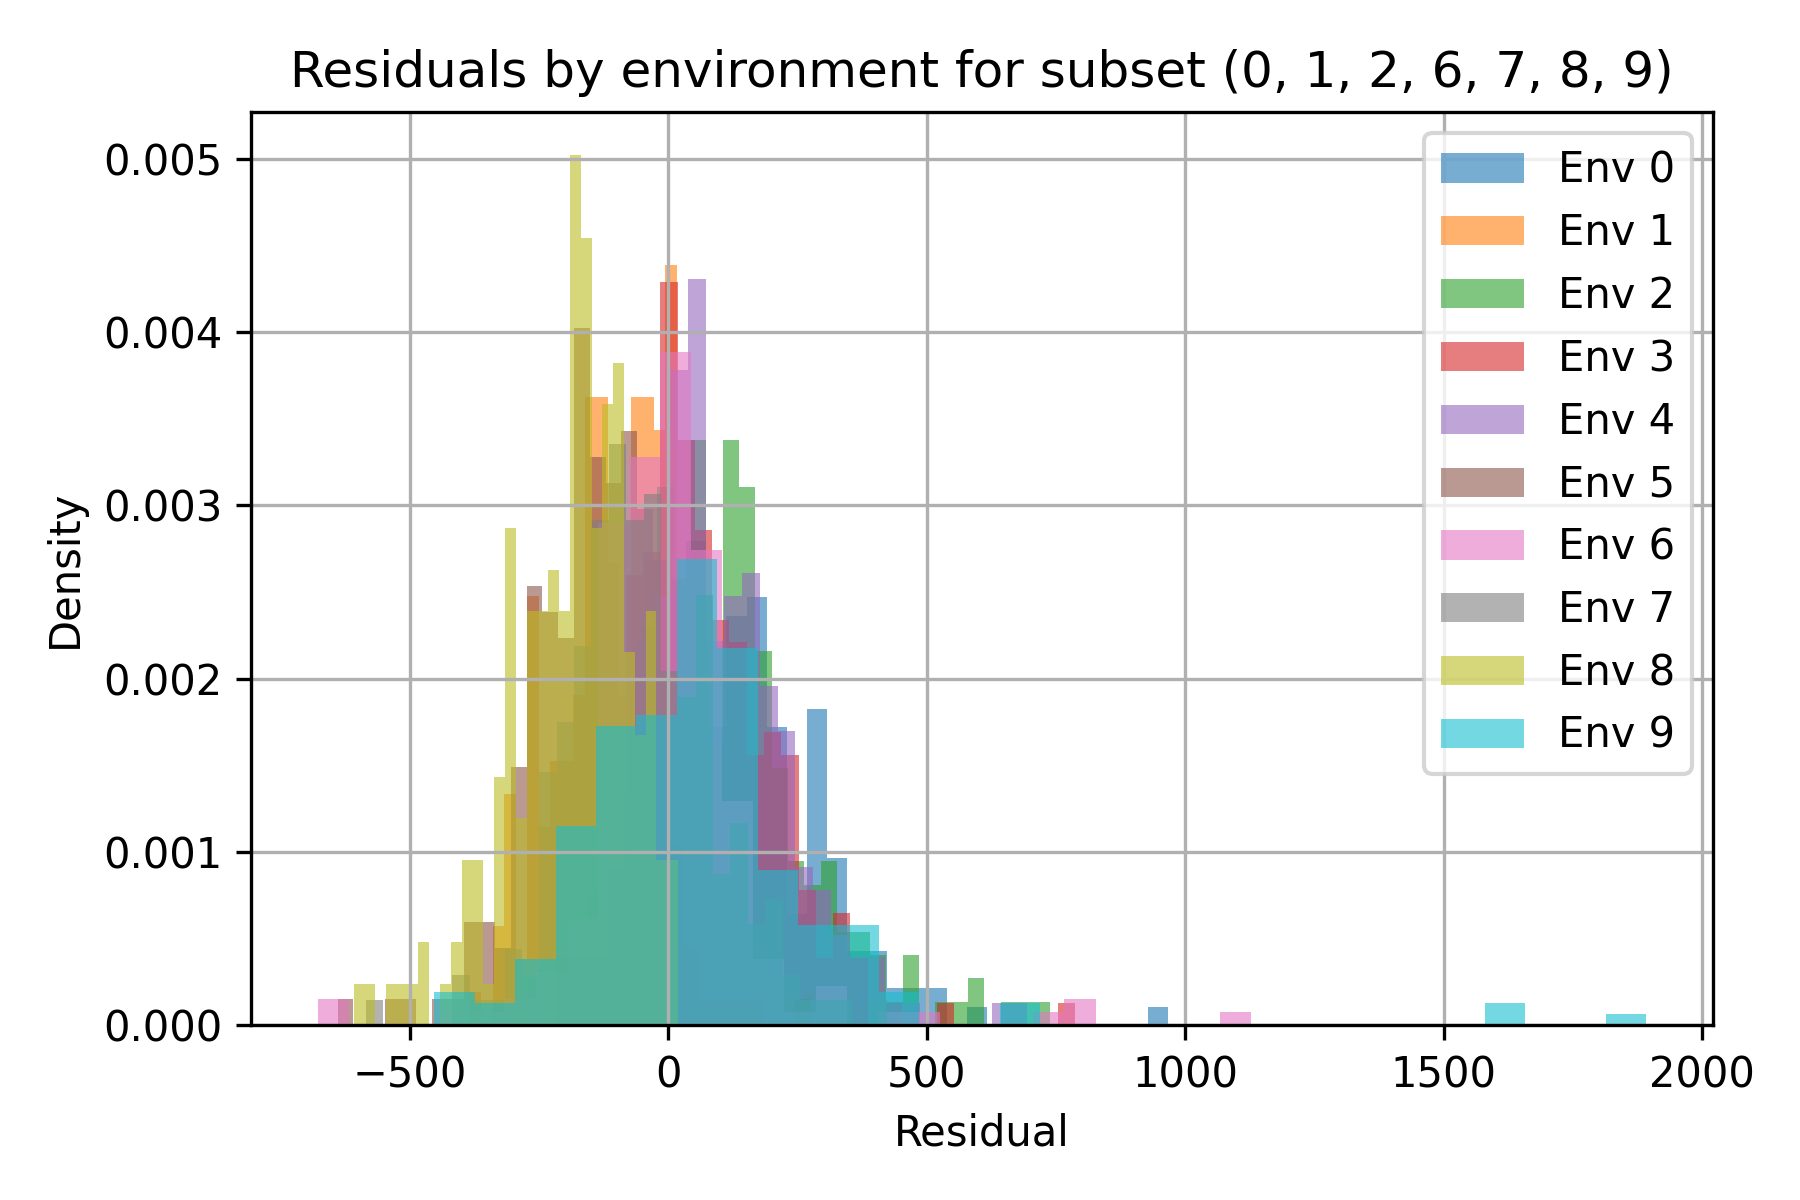 Residuals by environment for subset (0, 1, 2, 6, 7, 8, 9)
0.005
0.004
0.003
0.002
0.001
0.000
Density
−500
0
500
1000
1500
2000
Residual
Env 0
Env 1
Env 2
Env 3
Env 4
Env 5
Env 6
Env 7
Env 8
Env 9